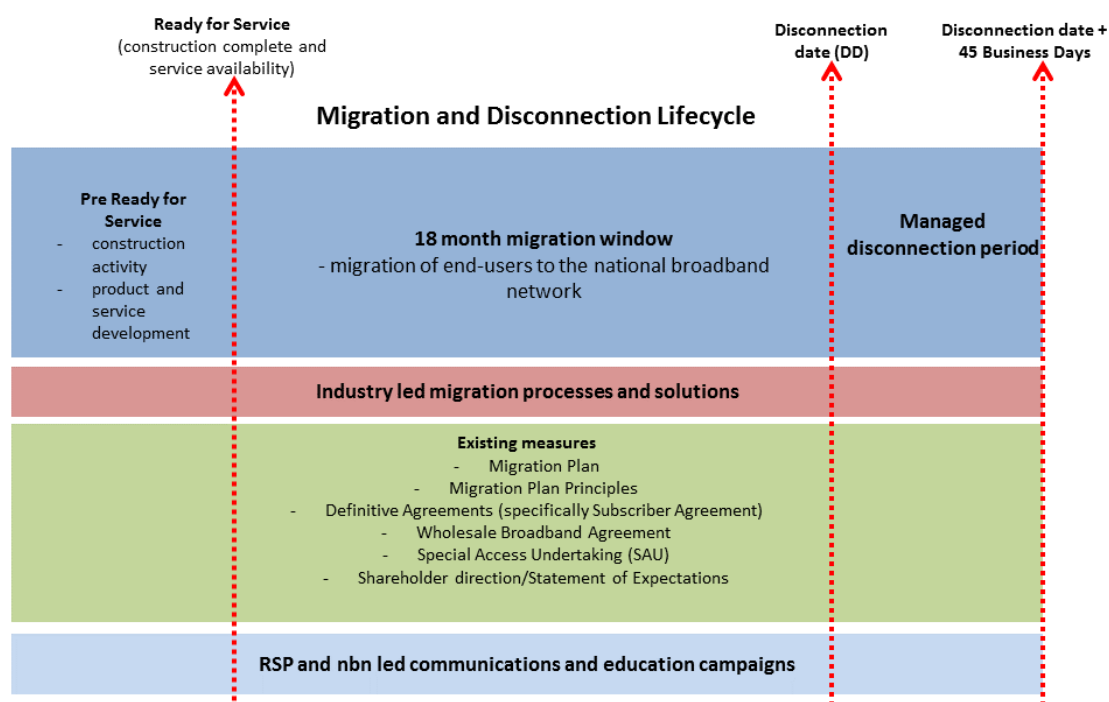 Ready for Service
(construction complete and
service availability)
Disconnection
date (DD)
Disconnection date +
45 Business Days
Migration and Disconnection Lifecycle
Pre Ready for
Service
- construction
activity
- product and
service
development
18 month migration window
- migration of end-users to the national broadband
network
Managed
disconnection period
Industry led migration processes and solutions
Existing measures
- Migration Plan
- Migration Plan Principles
- Definitive Agreements (specifically Subscriber Agreement)
- Wholesale Broadband Agreement
- Special Access Undertaking (SAU)
- Shareholder direction/Statement of Expectations
RSP and nbn led communications and education campaigns